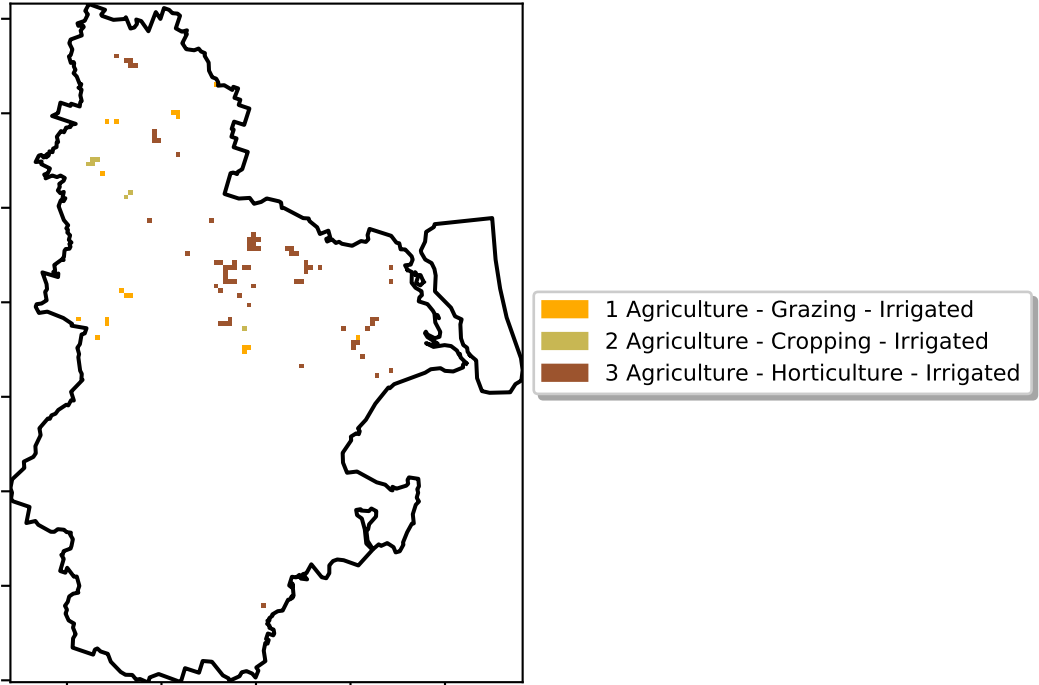 1 Agriculture - Grazing - Irrigated
2 Agriculture - Cropping - Irrigated
3 Agriculture - Horticulture - Irrigated